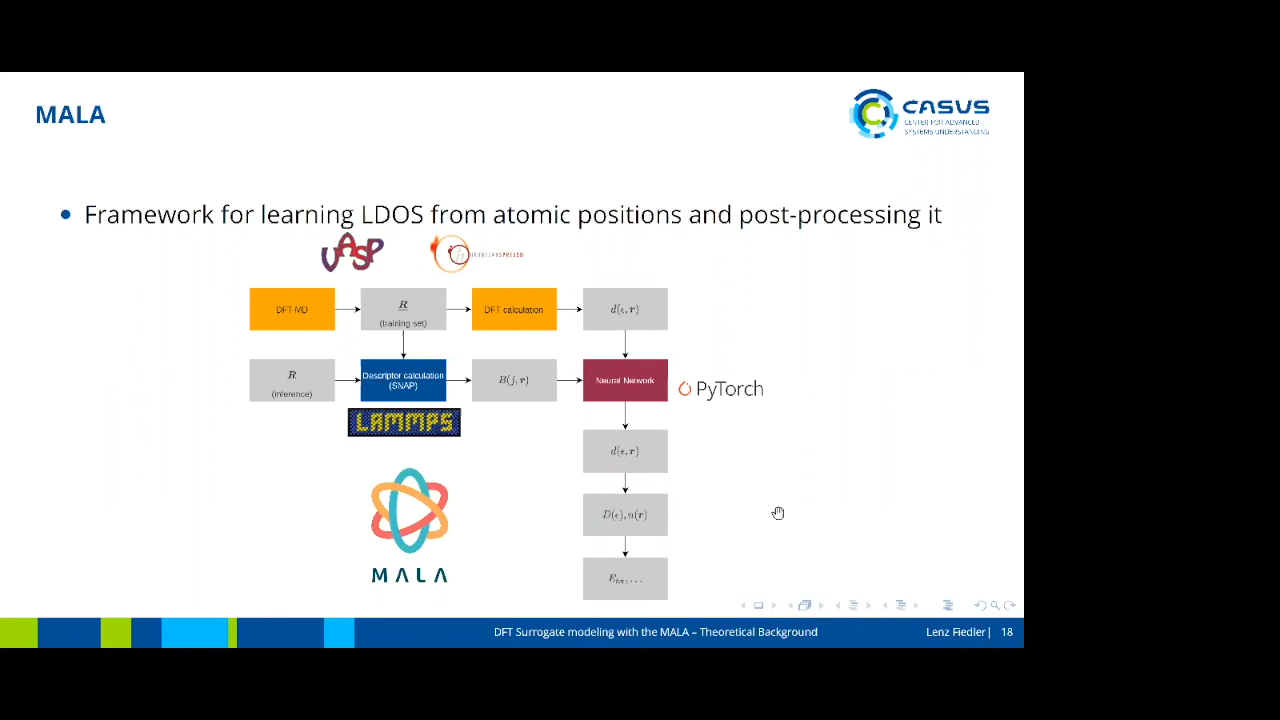 MALA
CASUS
CENTER FOR ADVANCED
SYSTEMS UNDERSTANDING
• Framework for learning LDOS from atomic positions and post-processing it
VASP
DFT-MD
R
(training set)
DFT calculation
d(ϵ, r)
R
(inference)
Descriptor calculation
(SNAP)
B(j, r)
Neural Network
PyTorch
LAMMPS
d(ϵ, r)
D(ϵ), n(r)
MALA
E_tot, ...
DFT Surrogate modeling with the MALA – Theoretical Background
Lenz Fiedler| 18